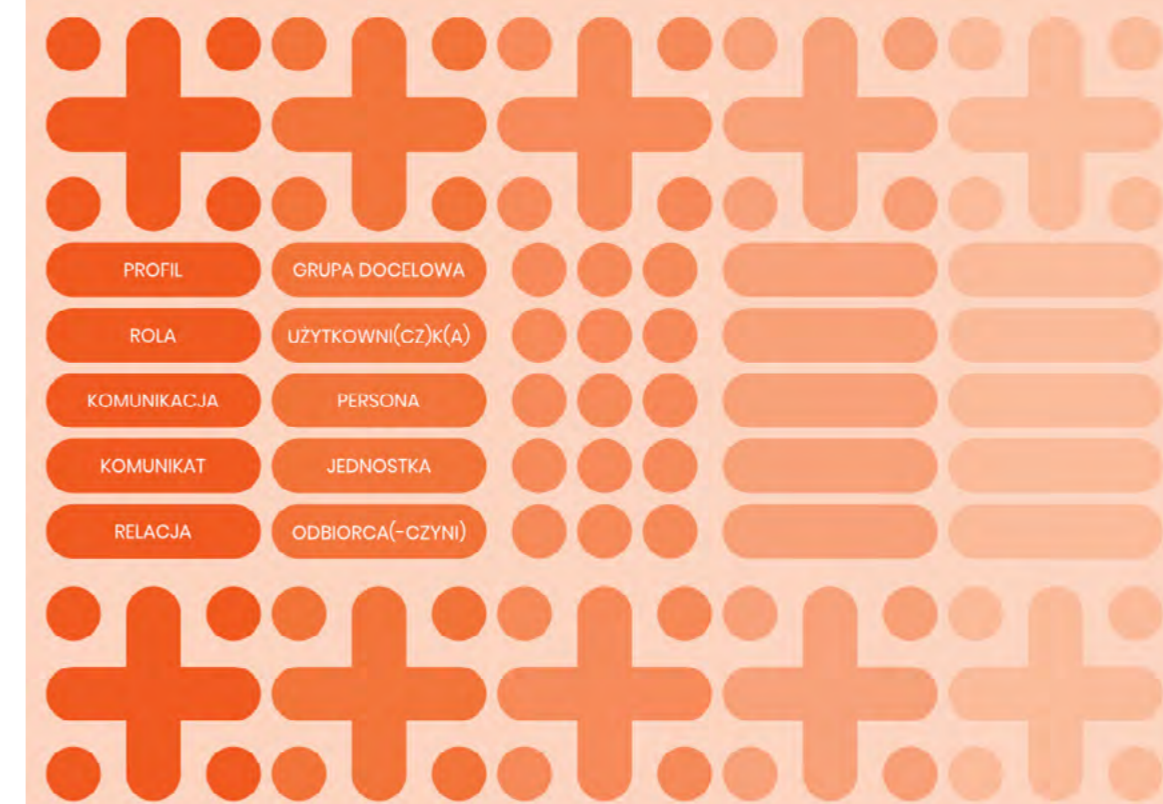 PROFIL
GRUPA DOCELOWA
ROLA
UŻYTKOWNI(CZ)K(A)
KOMUNIKACJA
PERSONA
KOMUNIKAT
JEDNOSTKA
RELACJA
ODBIORCA(-CZYNI)